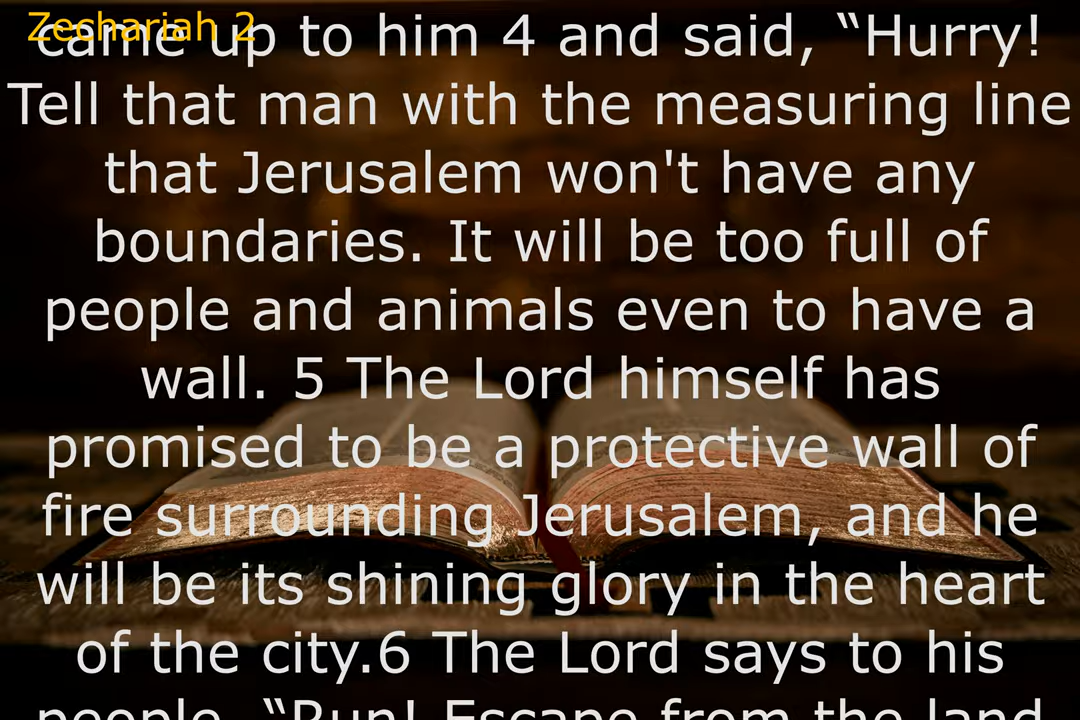 Zechariah 2
came up to him 4 and said, “Hurry!
Tell that man with the measuring line
that Jerusalem won't have any
boundaries. It will be too full of
people and animals even to have a
wall. 5 The Lord himself has
promised to be a protective wall of
fire surrounding Jerusalem, and he
will be its shining glory in the heart
of the city.6 The Lord says to his
people, “Run! Escape from the land